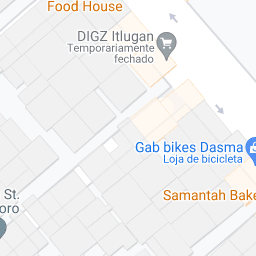 Food House
DIGZ Itlugan
Temporariamente
fechado
Gab bikes Dasma
Loja de bicicleta
St.
oro
Samantah Bake